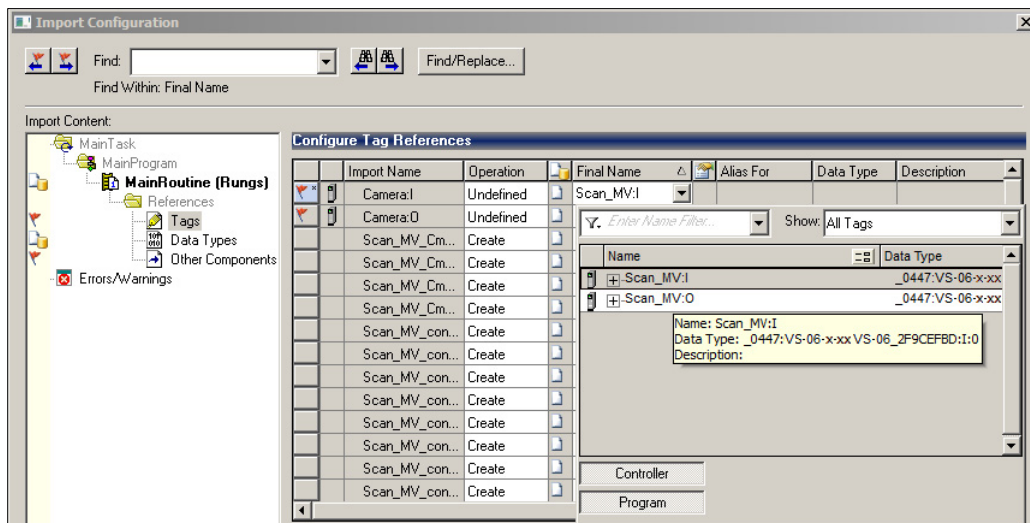 Import Configuration
Find:
Find/Replace...
Find Within: Final Name
Import Content:
MainTask
MainProgram
MainRoutine (Rungs)
References
Tags
Data Types
Other Components
Errors/Warnings
Configure Tag References
Import Name Operation Final Name Alias For Data Type Description
Camera:I Undefined Scan_MV:I
Camera:O Undefined
Scan_MV_Cm... Create
Scan_MV_Cm... Create
Scan_MV_Cm... Create
Scan_MV_Cm... Create
Scan_MV_con... Create
Scan_MV_con... Create
Scan_MV_con... Create
Scan_MV_con... Create
Scan_MV_con... Create
Scan_MV_con... Create
Scan_MV_con... Create
Scan_MV_con... Create
Enter Name Filter... Show: All Tags
Name Data Type
Scan_MV:I _0447:VS-06-x-xx
Scan_MV:O _0447:VS-06-x-xx
Name: Scan_MV:I
Data Type: _0447:VS-06-x-xx VS-06_2F9CEFBD:I:0
Description:
Controller
Program